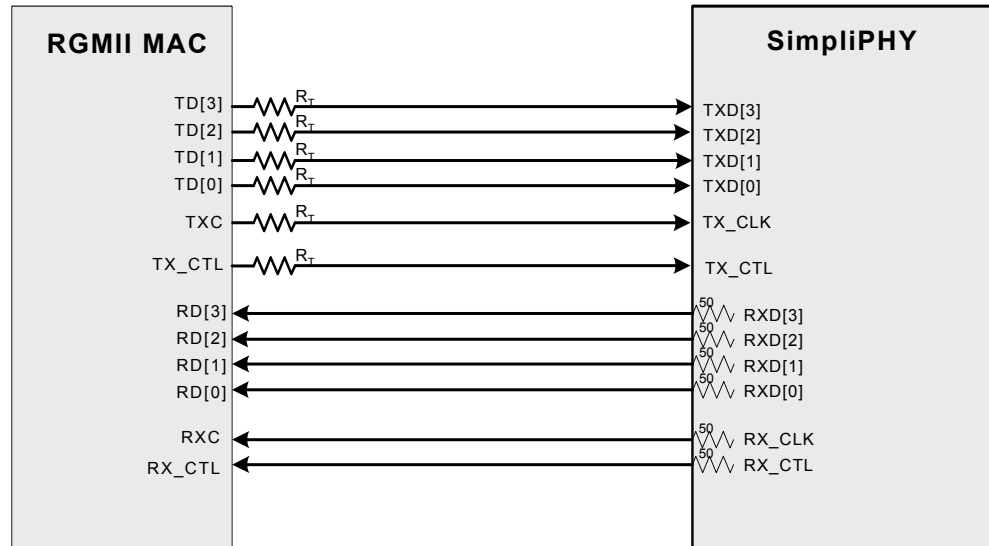 RGMII MAC SimpliPHY
TD[3] R_T TXD[3]
TD[2] R_T TXD[2]
TD[1] R_T TXD[1]
TD[0] R_T TXD[0]
TXC R_T TX_CLK
TX_CTL R_T TX_CTL
RD[3] 50 RXD[3]
RD[2] 50 RXD[2]
RD[1] 50 RXD[1]
RD[0] 50 RXD[0]
RXC 50 RX_CLK
RX_CTL 50 RX_CTL